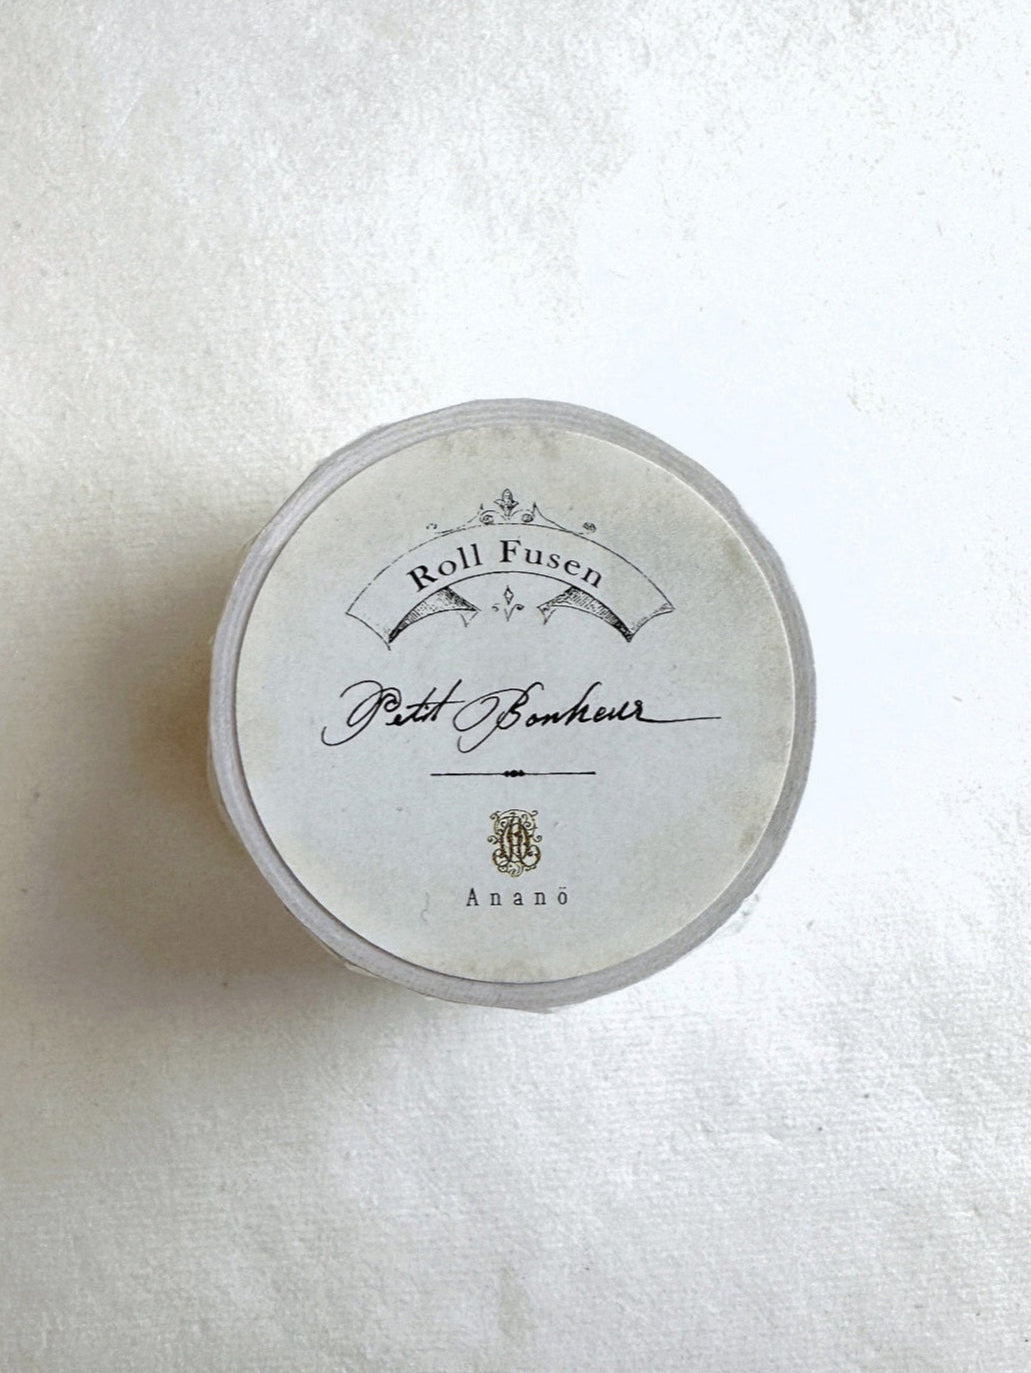 Roll Fusen
Petit Bonheur
Ananö